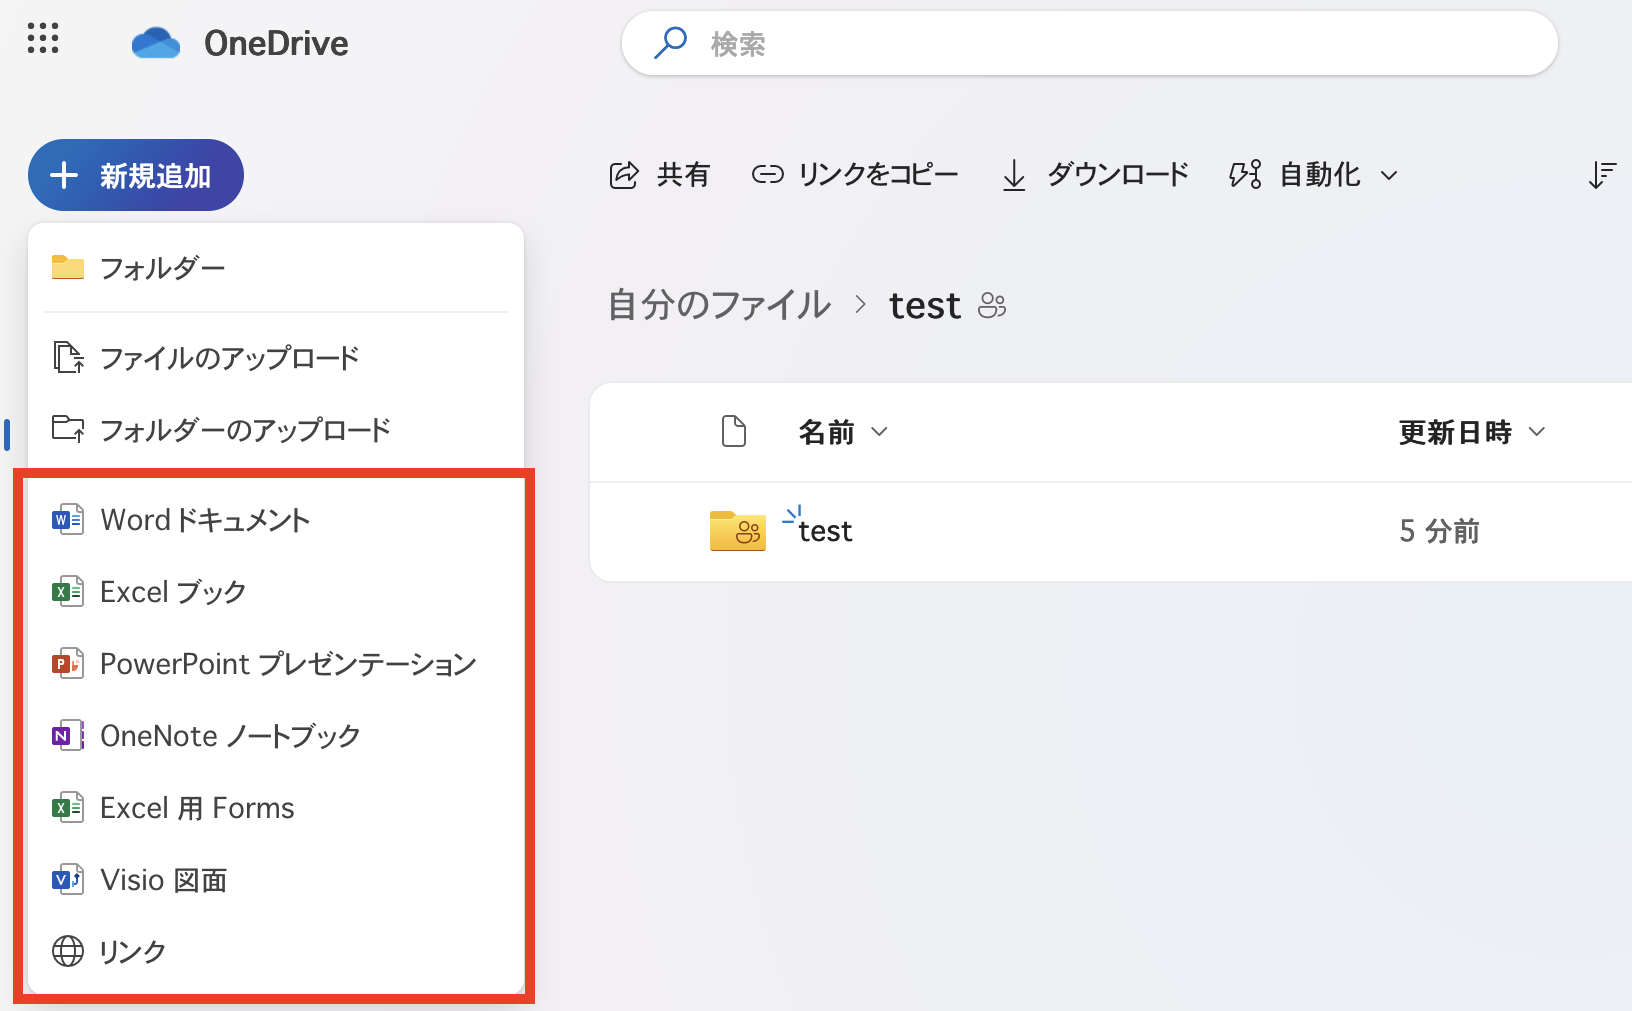 OneDrive
検索
新規追加
共有
リンクをコピー
ダウンロード
自動化
フォルダー
ファイルのアップロード
フォルダーのアップロード
Word ドキュメント
Excel ブック
PowerPoint プレゼンテーション
OneNote ノートブック
Excel 用 Forms
Visio 図面
リンク
自分のファイル > test
名前
更新日時
test
5 分前